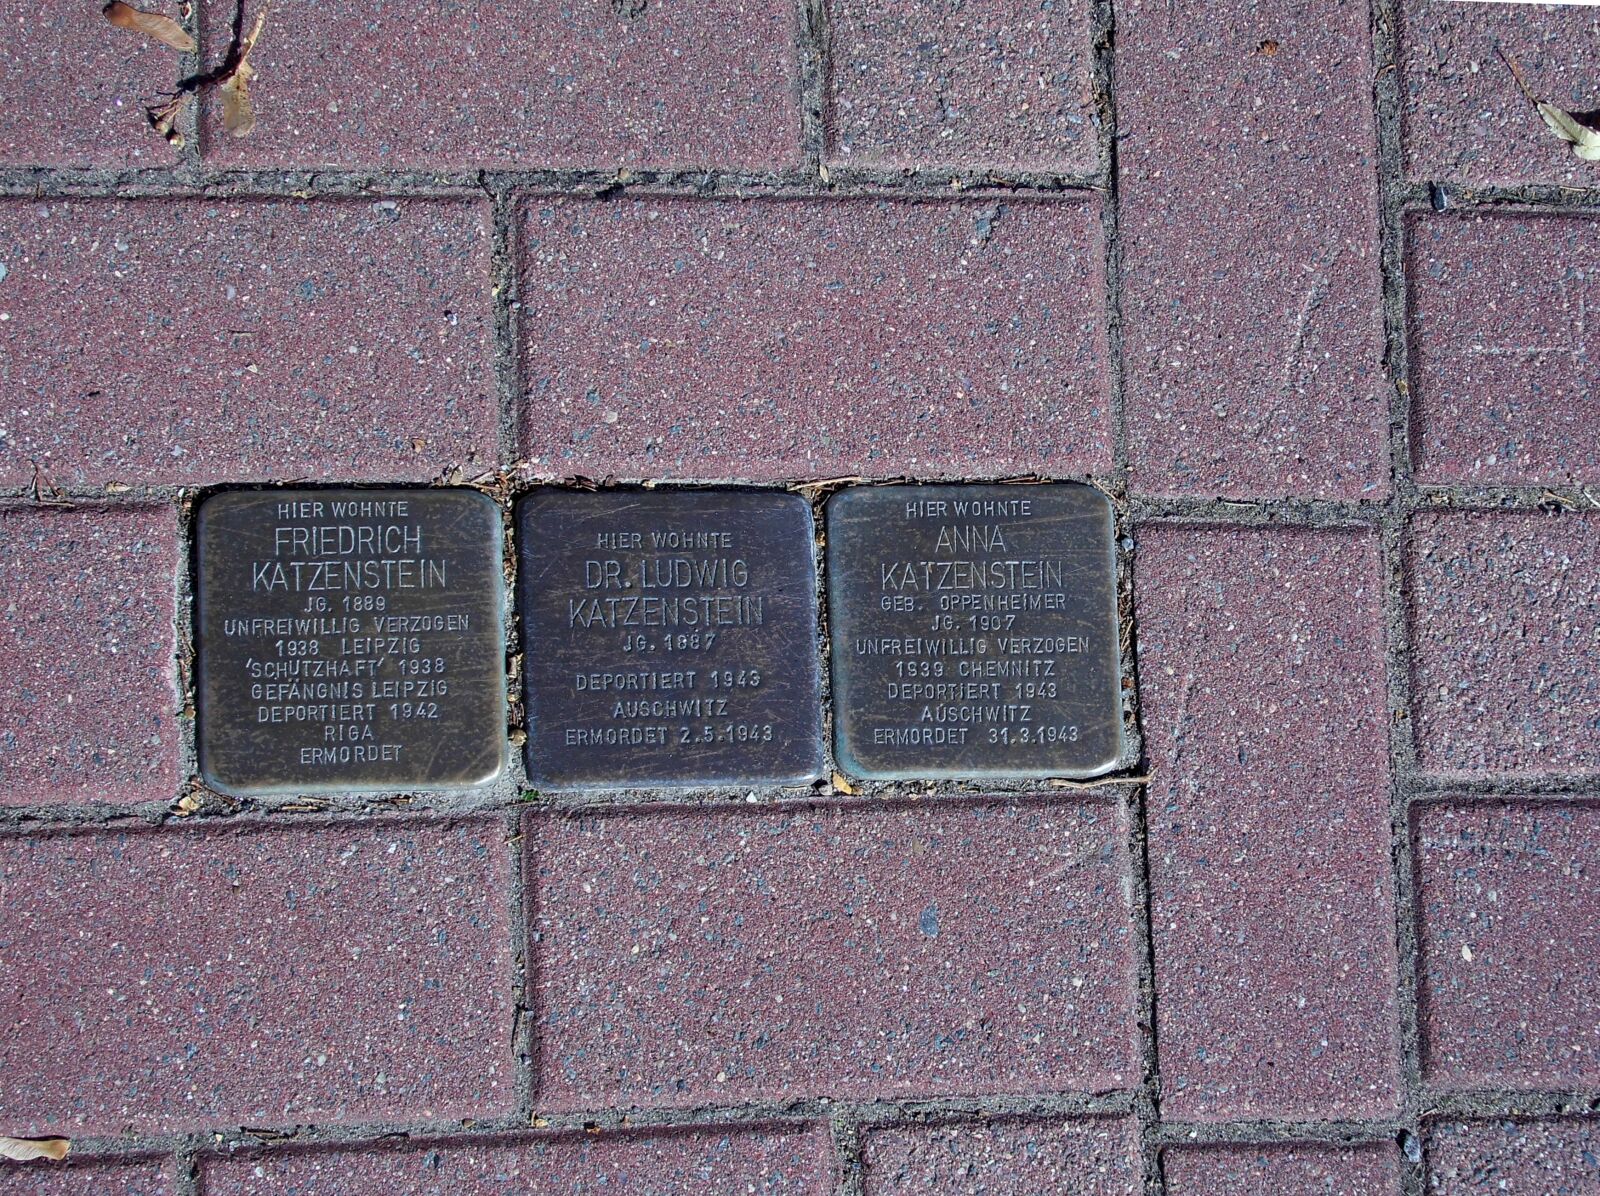 HIER WOHNTE
FRIEDRICH
KATZENSTEIN
JG. 1889
UNFREIWILLIG VERZOGEN
1938 LEIPZIG
'SCHUTZHAFT' 1938
GEFÄNGNIS LEIPZIG
DEPORTIERT 1942
RIGA
ERMORDET
HIER WOHNTE
DR. LUDWIG
KATZENSTEIN
JG. 1887
DEPORTIERT 1943
AUSCHWITZ
ERMORDET 2.5.1943
HIER WOHNTE
ANNA
KATZENSTEIN
GEB. OPPENHEIMER
JG. 1907
UNFREIWILLIG VERZOGEN
1939 CHEMNITZ
DEPORTIERT 1943
AUSCHWITZ
ERMORDET 31.3.1943